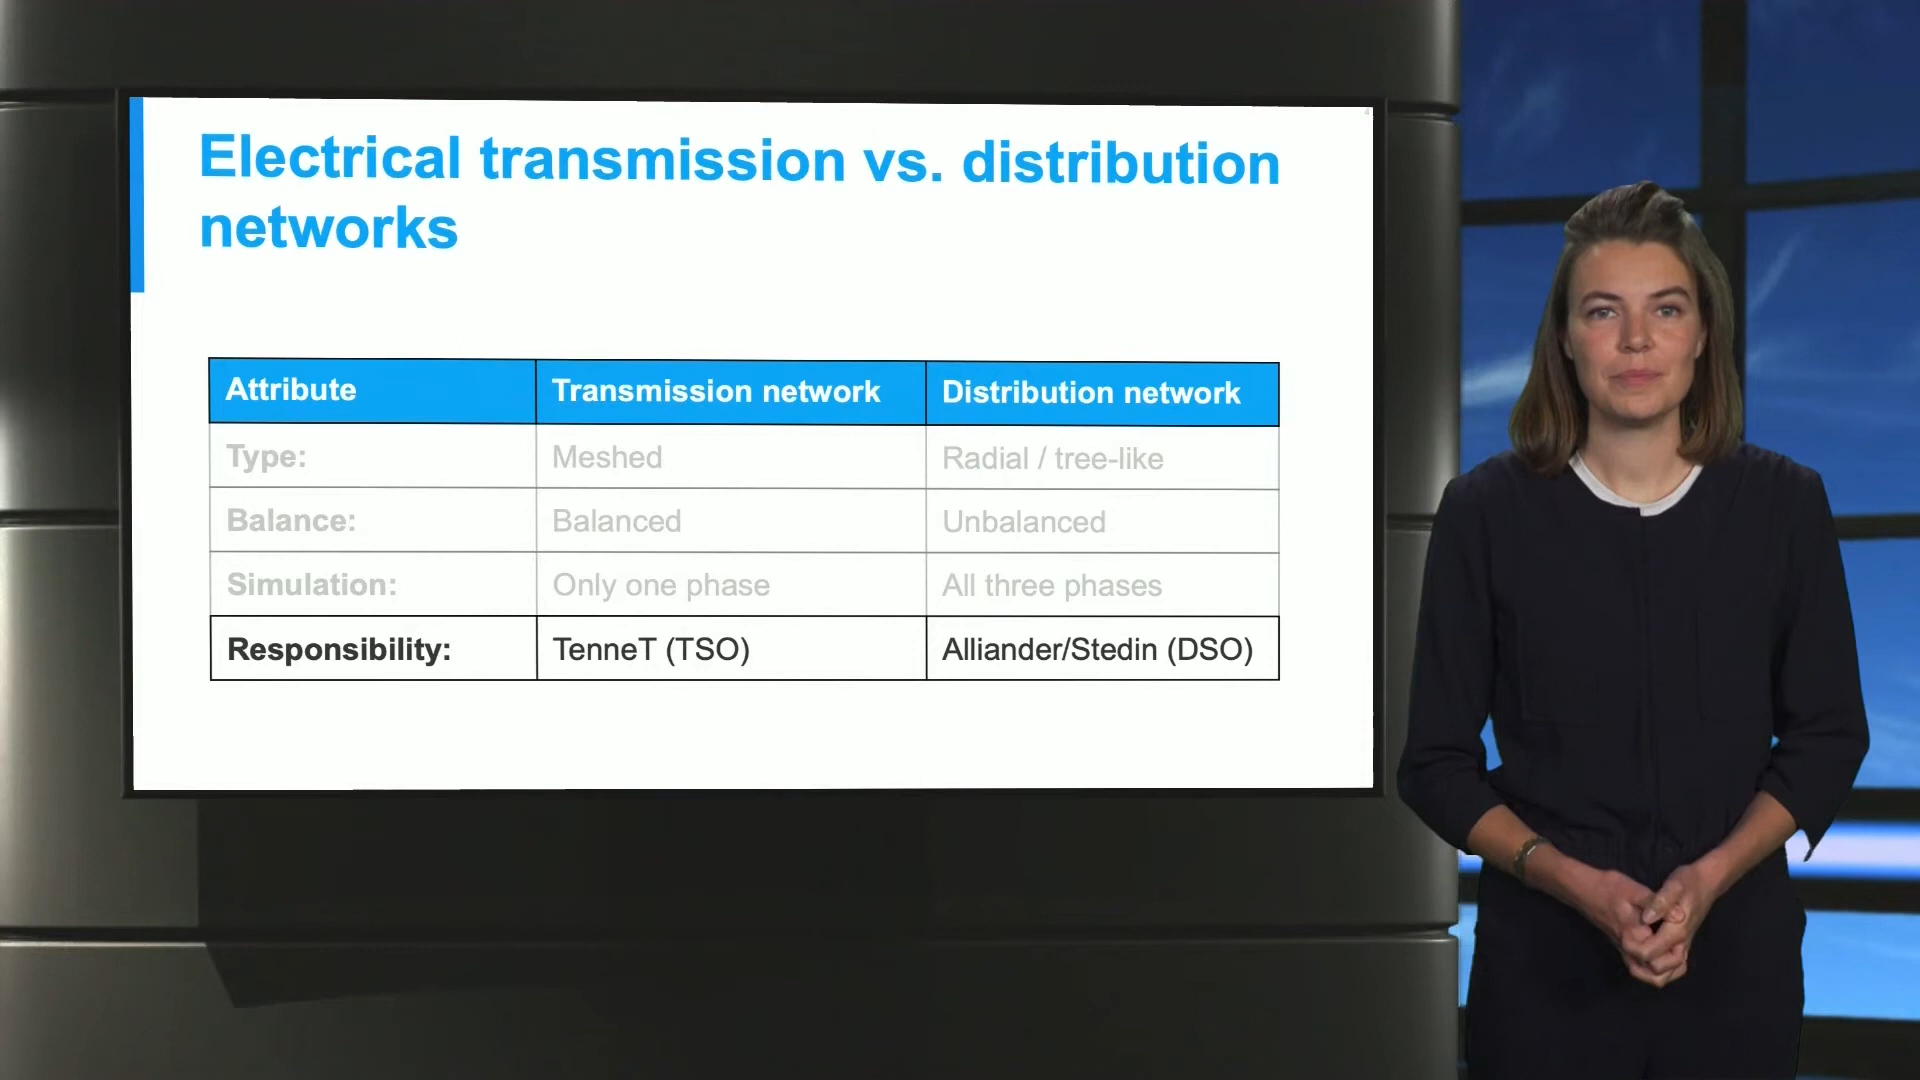 Electrical transmission vs. distribution
networks
Attribute Transmission network Distribution network
Type: Meshed Radial / tree-like
Balance: Balanced Unbalanced
Simulation: Only one phase All three phases
Responsibility: TenneT (TSO) Alliander/Stedin (DSO)